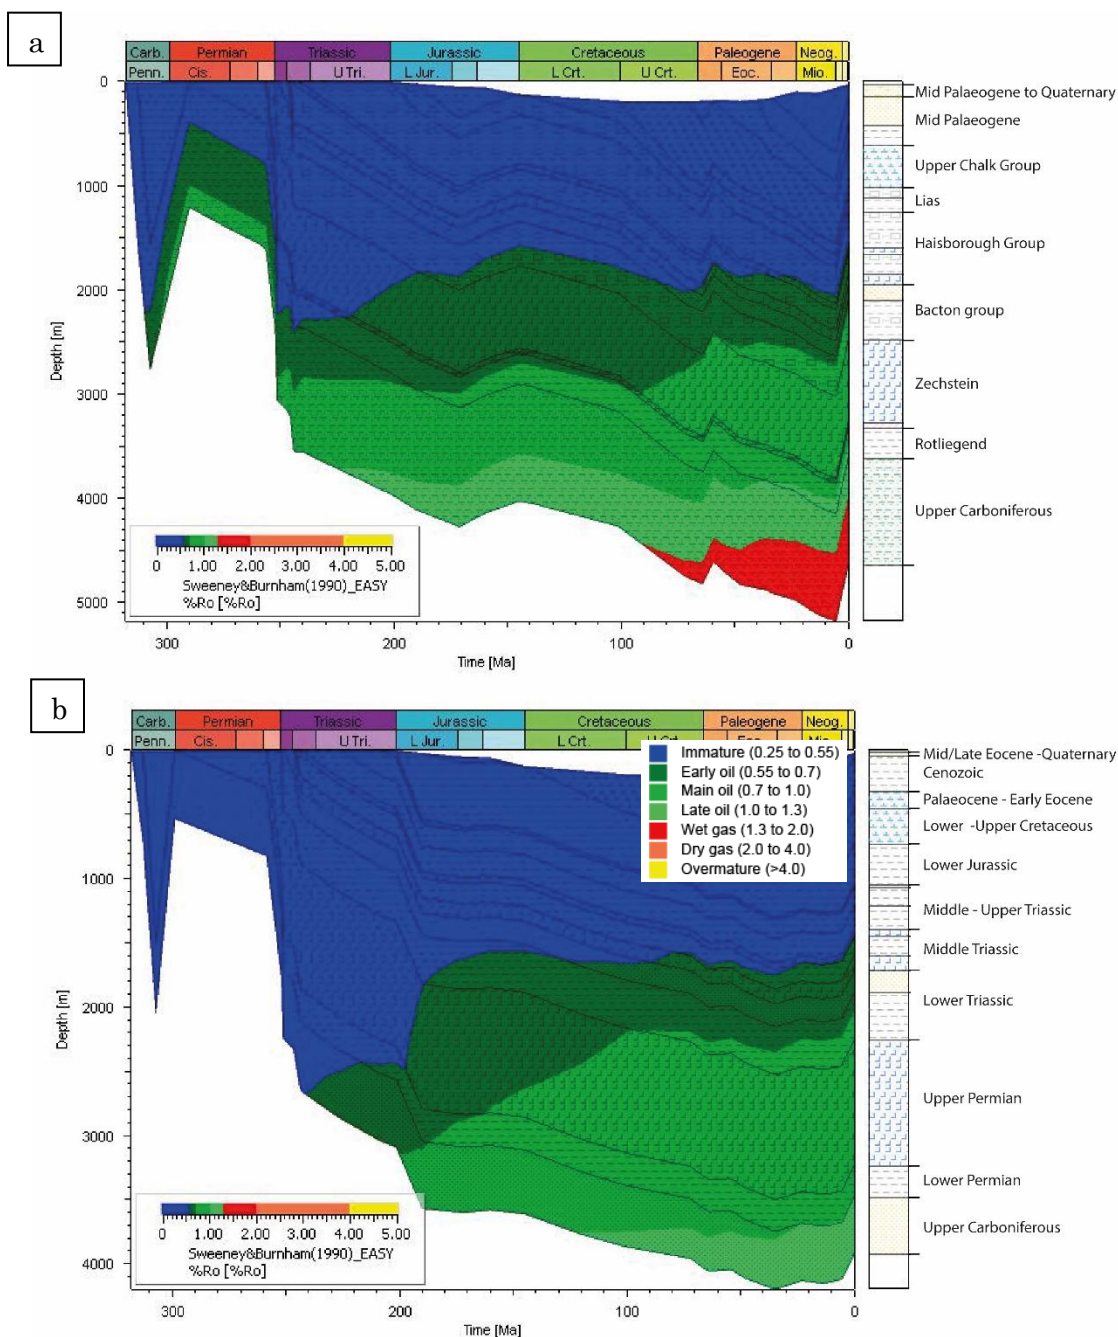 a
Carb. Permian Triassic Jurassic Cretaceous Paleogene Neog.
Penn. Cis. U Tri. L Jur. L Crt. U Crt. Eoc. Mio.
0
1000
2000
3000
4000
5000
Depth [m]
Mid Palaeogene to Quaternary
Mid Palaeogene
Upper Chalk Group
Lias
Haisborough Group
Bacton group
Zechstein
Rotliegend
Upper Carboniferous
0 1.00 2.00 3.00 4.00 5.00
Sweeney&Burnham(1990)_EASY
%Ro [%Ro]
300 200 100 0
Time [Ma]
b
Carb. Permian Triassic Jurassic Cretaceous Paleogene Neog.
Penn. Cis. U Tri. L Jur. L Crt. U Crt. Eoc. Mio.
0
1000
2000
3000
4000
Depth [m]
Immature (0.25 to 0.55)
Early oil (0.55 to 0.7)
Main oil (0.7 to 1.0)
Late oil (1.0 to 1.3)
Wet gas (1.3 to 2.0)
Dry gas (2.0 to 4.0)
Overmature (>4.0)
Mid/Late Eocene -Quaternary
Cenozoic
Palaeocene - Early Eocene
Lower -Upper Cretaceous
Lower Jurassic
Middle - Upper Triassic
Middle Triassic
Lower Triassic
Upper Permian
Lower Permian
Upper Carboniferous
0 1.00 2.00 3.00 4.00 5.00
Sweeney&Burnham(1990)_EASY
%Ro [%Ro]
300 200 100 0
Time [Ma]